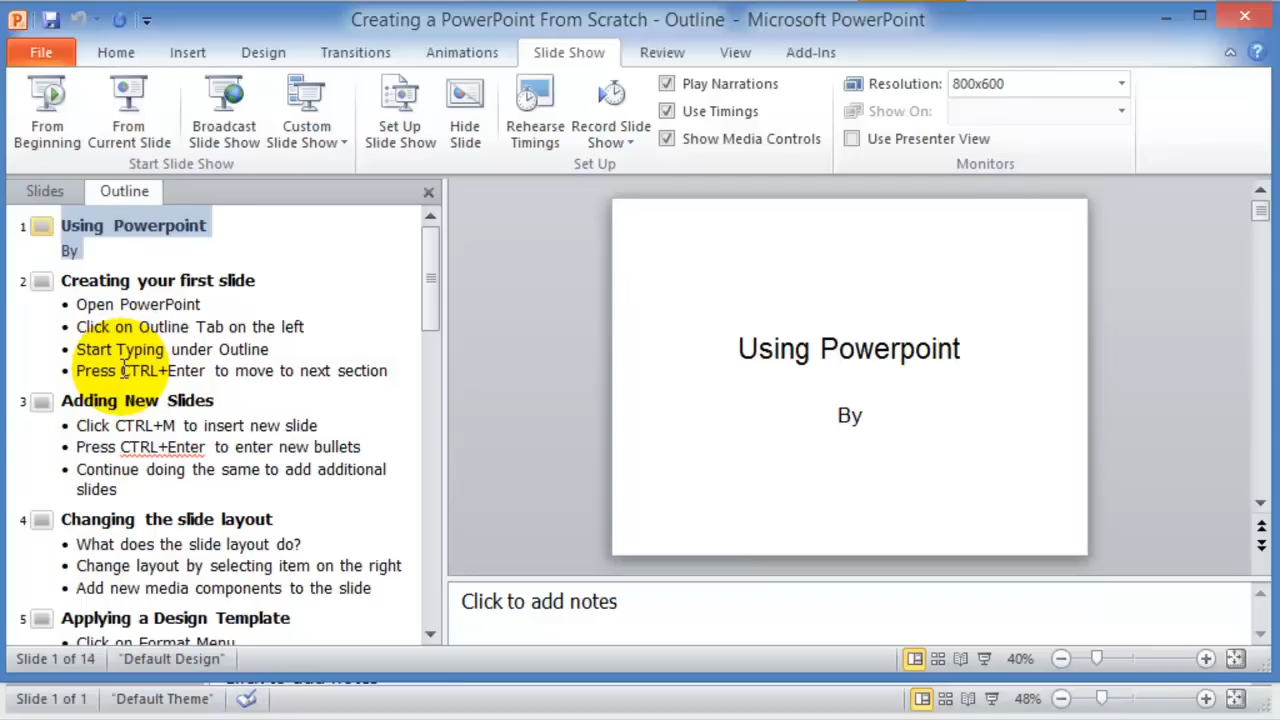 Creating a PowerPoint From Scratch - Outline - Microsoft PowerPoint
File Home Insert Design Transitions Animations Slide Show Review View Add-Ins
From Beginning
From Current Slide
Broadcast Slide Show
Custom Slide Show
Set Up Slide Show
Hide Slide
Rehearse Timings
Record Slide Show
Play Narrations
Use Timings
Show Media Controls
Resolution: 800x600
Show On:
Use Presenter View
Start Slide Show
Set Up
Monitors
Slides Outline
1 Using Powerpoint
By
2 Creating your first slide
• Open PowerPoint
• Click on Outline Tab on the left
• Start Typing under Outline
• Press CTRL+Enter to move to next section
3 Adding New Slides
• Click CTRL+M to insert new slide
• Press CTRL+Enter to enter new bullets
• Continue doing the same to add additional
slides
4 Changing the slide layout
• What does the slide layout do?
• Change layout by selecting item on the right
• Add new media components to the slide
5 Applying a Design Template
• Click on Format Menu
Using Powerpoint
By
Click to add notes
Slide 1 of 14 "Default Design" 40%
Slide 1 of 1 "Default Theme" 48%